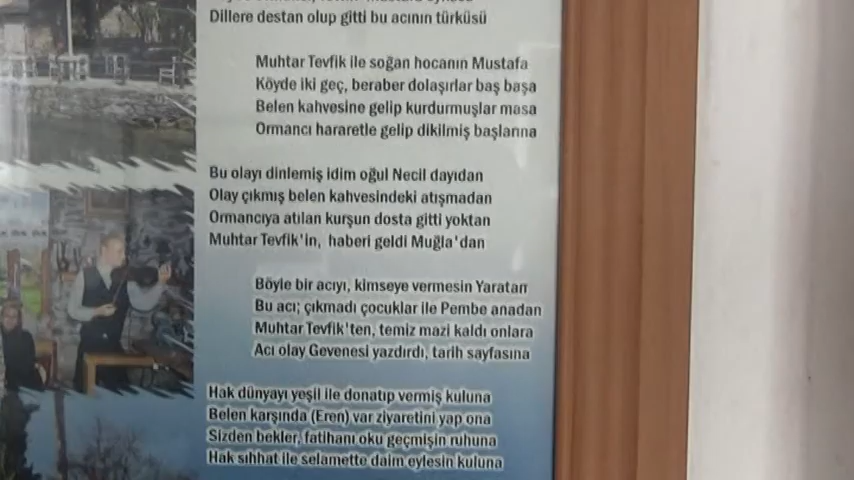 Dillere destan olup gitti bu acının türküsü
Muhtar Tevfik ile soğan hocanın Mustafa
Köyde iki geç, beraber dolaşırlar baş başa
Belen kahvesine gelip kurdurmuşlar masa
Ormancı hararetle gelip dikilmiş başlarına
Bu olayı dinlemiş idim oğul Necil dayıdan
Olay çıkmış belen kahvesindeki atışmadan
Ormancıya atılan kurşun dosta gitti yoktan
Muhtar Tevfik'in, haberi geldi Muğla'dan
Böyle bir acıyı, kimseye vermesin Yaratan
Bu acı; çıkmadı çocuklar ile Pembe anadan
Muhtar Tevfik'ten, temiz mazi kaldı onlara
Acı olay Gevenesi yazdırdı, tarih sayfasına
Hak dünyayı yeşil ile donatıp vermiş kuluna
Belen karşında (Eren) var ziyaretini yap ona
Sizden bekler, fatihanı oku geçmişin ruhuna
Hak sıhhat ile selamette daim eylesin kuluna